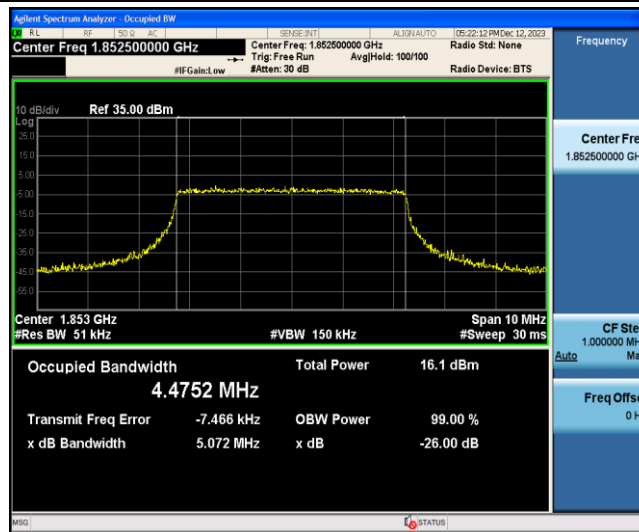 Agilent Spectrum Analyzer - Occupied BW
RL RF 50 Ω AC SENSE:INT ALIGN AUTO 05:22:12 PM Dec 12, 2023
Center Freq 1.852500000 GHz Center Freq: 1.852500000 GHz Radio Std: None Frequency
Trig: Free Run Avg|Hold: 100/100
#IFGain:Low #Atten: 30 dB Radio Device: BTS
10 dB/div Ref 35.00 dBm
Log
25.0
15.0
5.00
-5.00
-15.0
-25.0
-35.0
-45.0
-55.0
Center Fre
1.852500000 GH
Center 1.853 GHz Span 10 MHz
#Res BW 51 kHz #VBW 150 kHz #Sweep 30 ms
CF Ste
1.000000 MH
Auto Ma
Occupied Bandwidth Total Power 16.1 dBm
4.4752 MHz
Freq Offse
0 H
Transmit Freq Error -7.466 kHz OBW Power 99.00 %
x dB Bandwidth 5.072 MHz x dB -26.00 dB
MSG STATUS